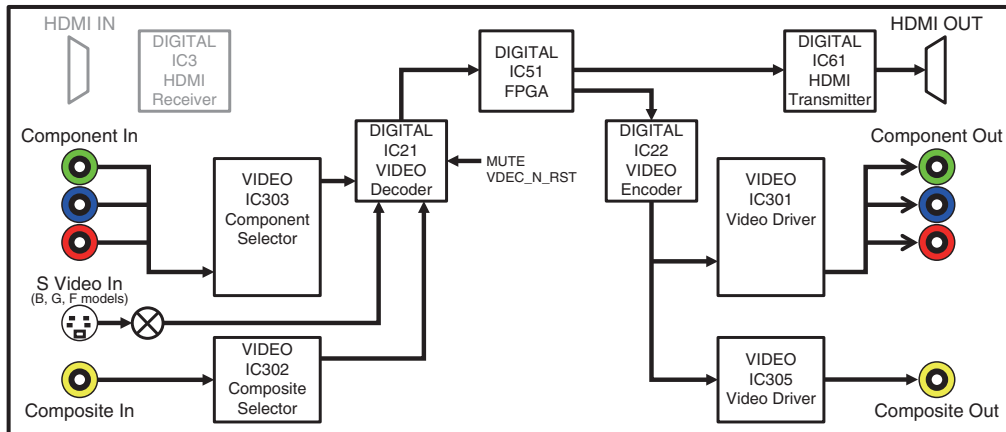 HDMI IN
DIGITAL
IC3
HDMI
Receiver
DIGITAL
IC51
FPGA
DIGITAL
IC61
HDMI
Transmitter
HDMI OUT
Component In
VIDEO
IC303
Component
Selector
DIGITAL
IC21
VIDEO
Decoder
MUTE
VDEC_N_RST
DIGITAL
IC22
VIDEO
Encoder
VIDEO
IC301
Video Driver
Component Out
S Video In
(B, G, F models)
VIDEO
IC302
Composite
Selector
VIDEO
IC305
Video Driver
Composite In
Composite Out